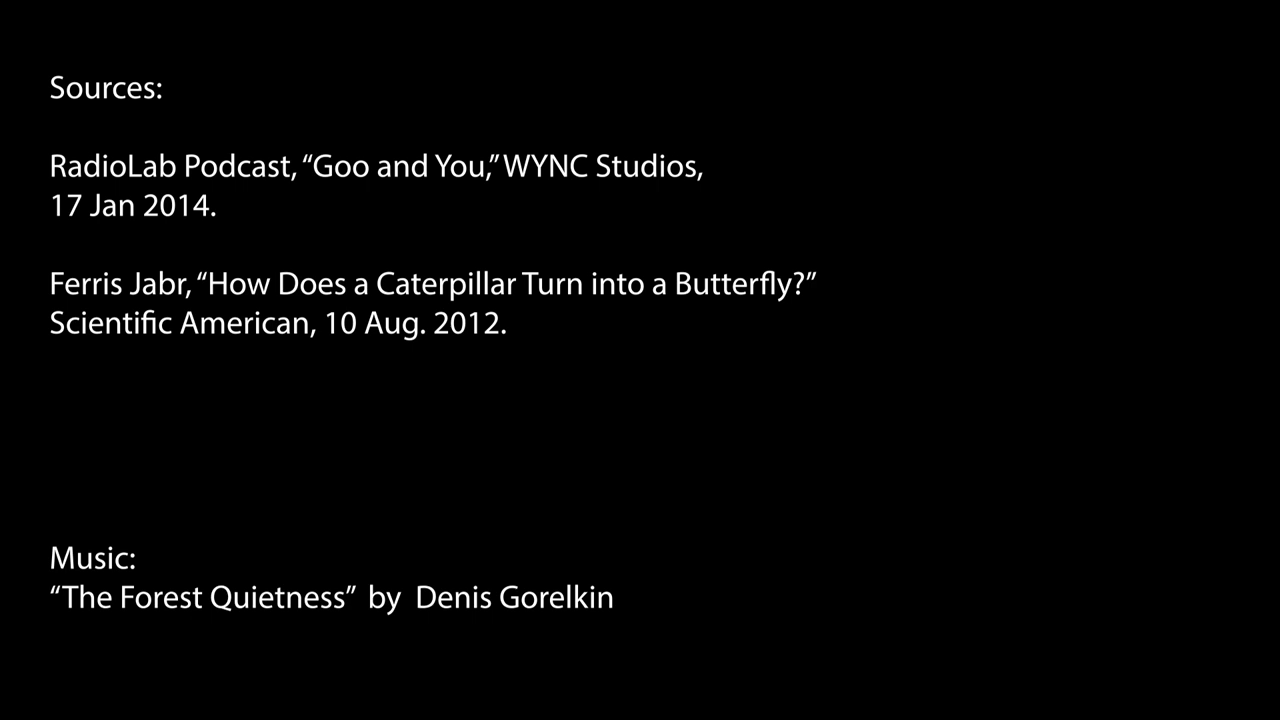 Sources:
RadioLab Podcast, “Goo and You,” WYNC Studios,
17 Jan 2014.
Ferris Jabr, “How Does a Caterpillar Turn into a Butterfly?”
Scientific American, 10 Aug. 2012.
Music:
“The Forest Quietness” by Denis Gorelkin